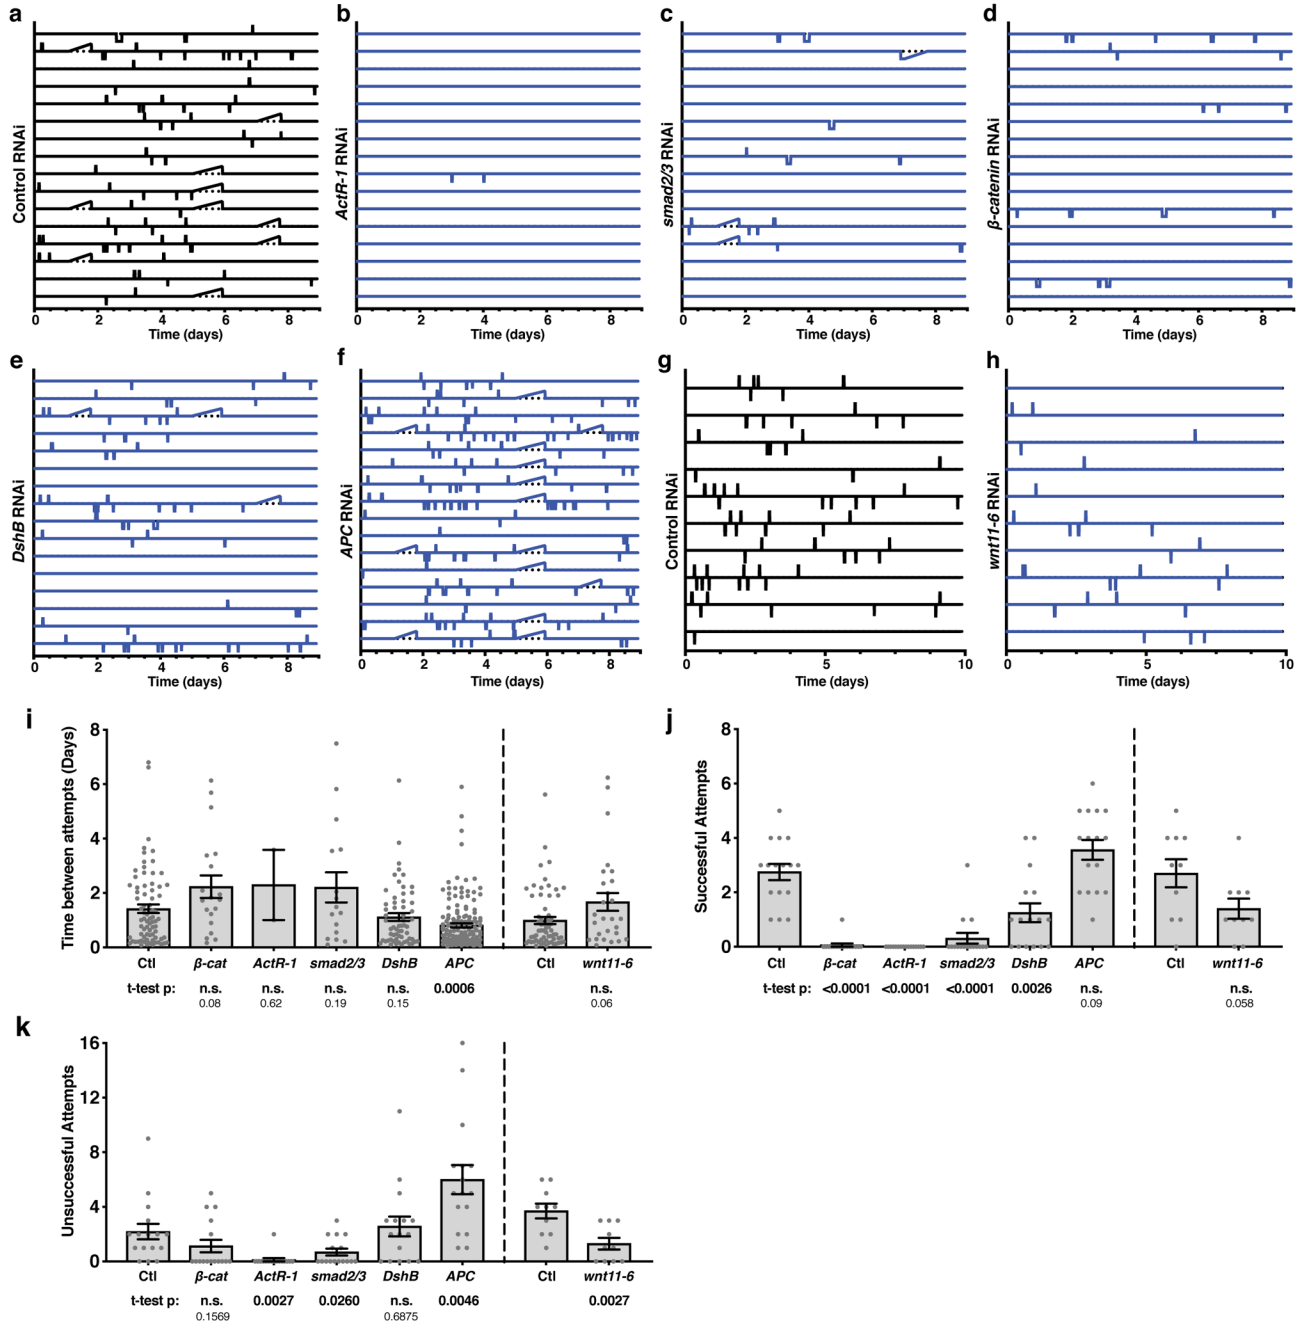 a
b
c
d
Control RNAi
ActR-1 RNAi
smad2/3 RNAi
β-catenin RNAi
0 2 4 6 8
0 2 4 6 8
0 2 4 6 8
0 2 4 6 8
Time (days)
Time (days)
Time (days)
Time (days)
e
f
g
h
DshB RNAi
APC RNAi
Control RNAi
wnt11-6 RNAi
0 2 4 6 8
0 2 4 6 8
0 5 10
0 5 10
Time (days)
Time (days)
Time (days)
Time (days)
i
Time between attempts (Days)
8
6
4
2
0
Ctl β-cat ActR-1 smad2/3 DshB APC Ctl wnt11-6
t-test p: n.s. n.s. n.s. n.s. 0.0006 n.s.
0.08 0.62 0.19 0.15 0.06
j
Successful Attempts
8
6
4
2
0
Ctl β-cat ActR-1 smad2/3 DshB APC Ctl wnt11-6
t-test p: <0.0001 <0.0001 <0.0001 0.0026 n.s. n.s.
0.09 0.058
k
Unsuccessful Attempts
16
12
8
4
0
Ctl β-cat ActR-1 smad2/3 DshB APC Ctl wnt11-6
t-test p: n.s. 0.0027 0.0260 n.s. 0.0046 0.0027
0.1569 0.6875